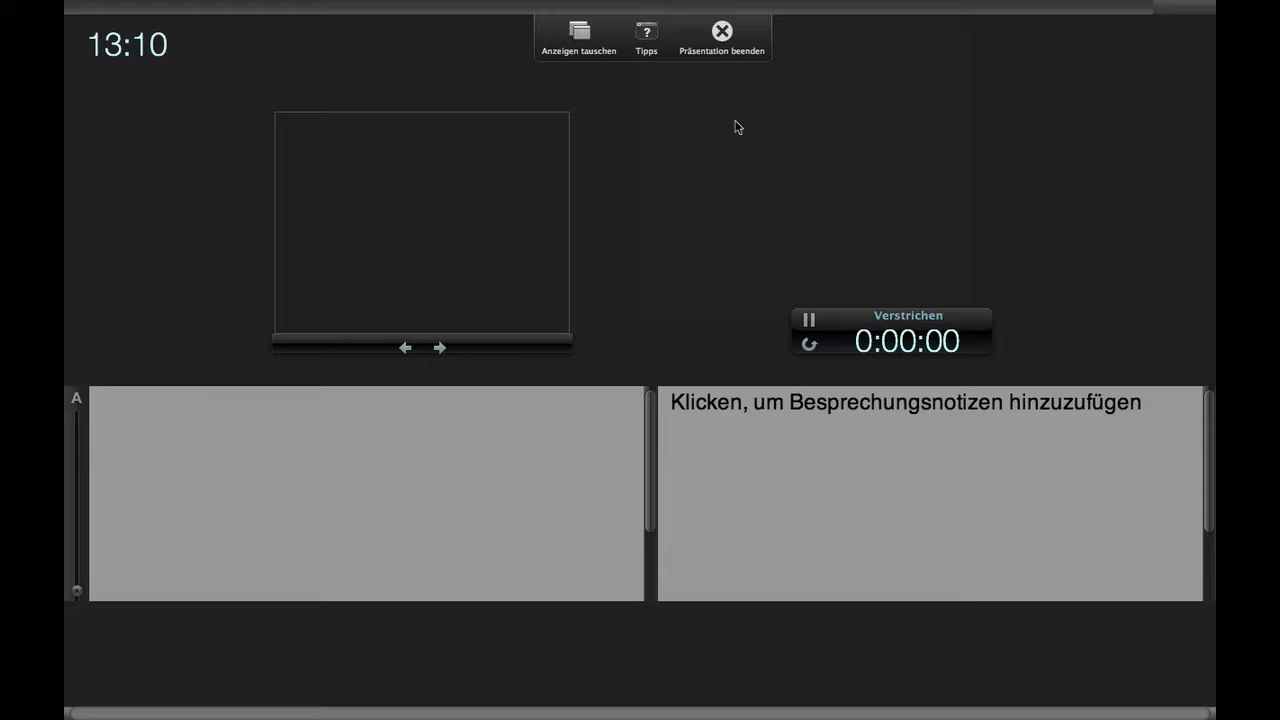 13:10
Anzeigen tauschen
Tipps
Präsentation beenden
Verstrichen
0:00:00
A
Klicken, um Besprechungsnotizen hinzuzufügen